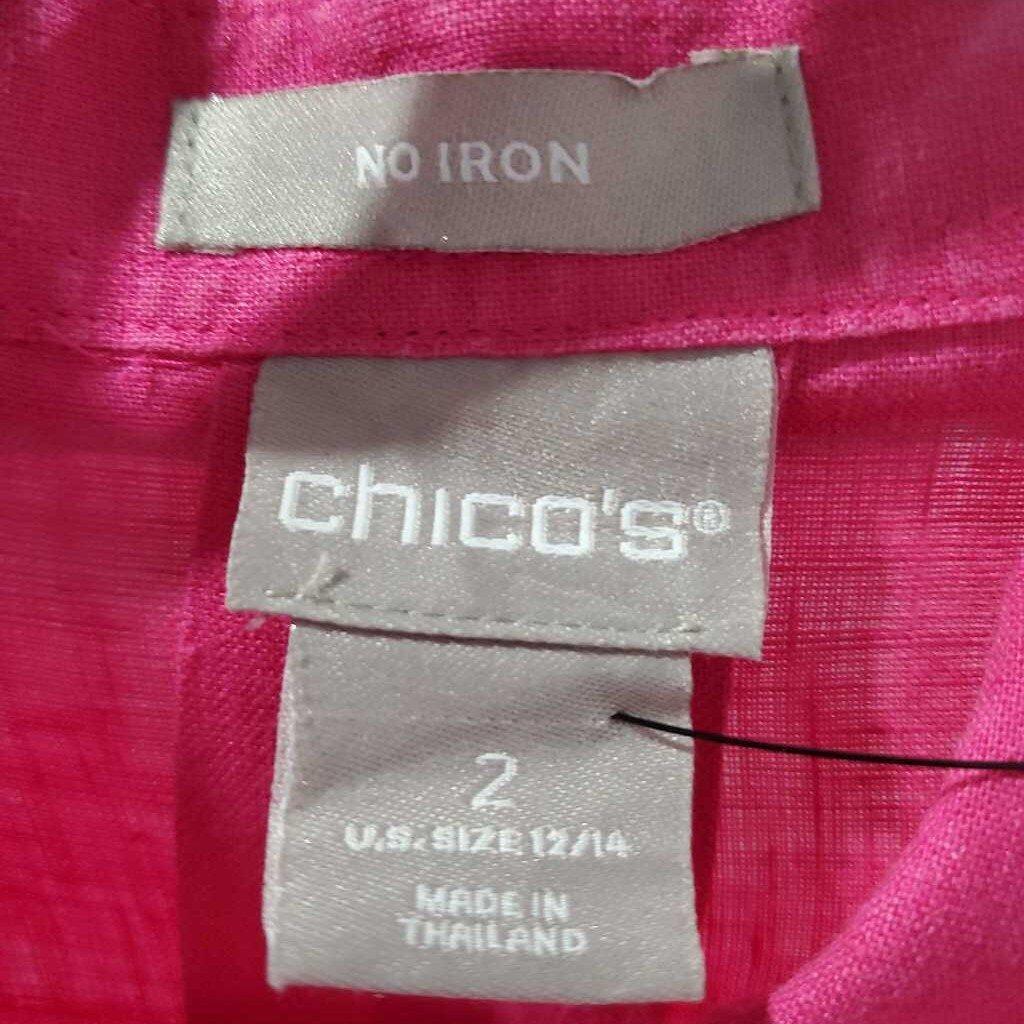 NO IRON
chico's®
2
U.S. SIZE 12/14
MADE IN
THAILAND